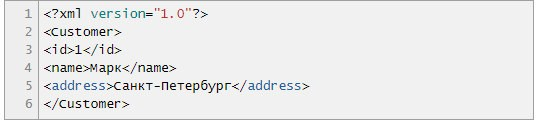 1 <?xml version="1.0"?>
2 <Customer>
3 <id>1</id>
4 <name>Марк</name>
5 <address>Санкт-Петербург</address>
6 </Customer>